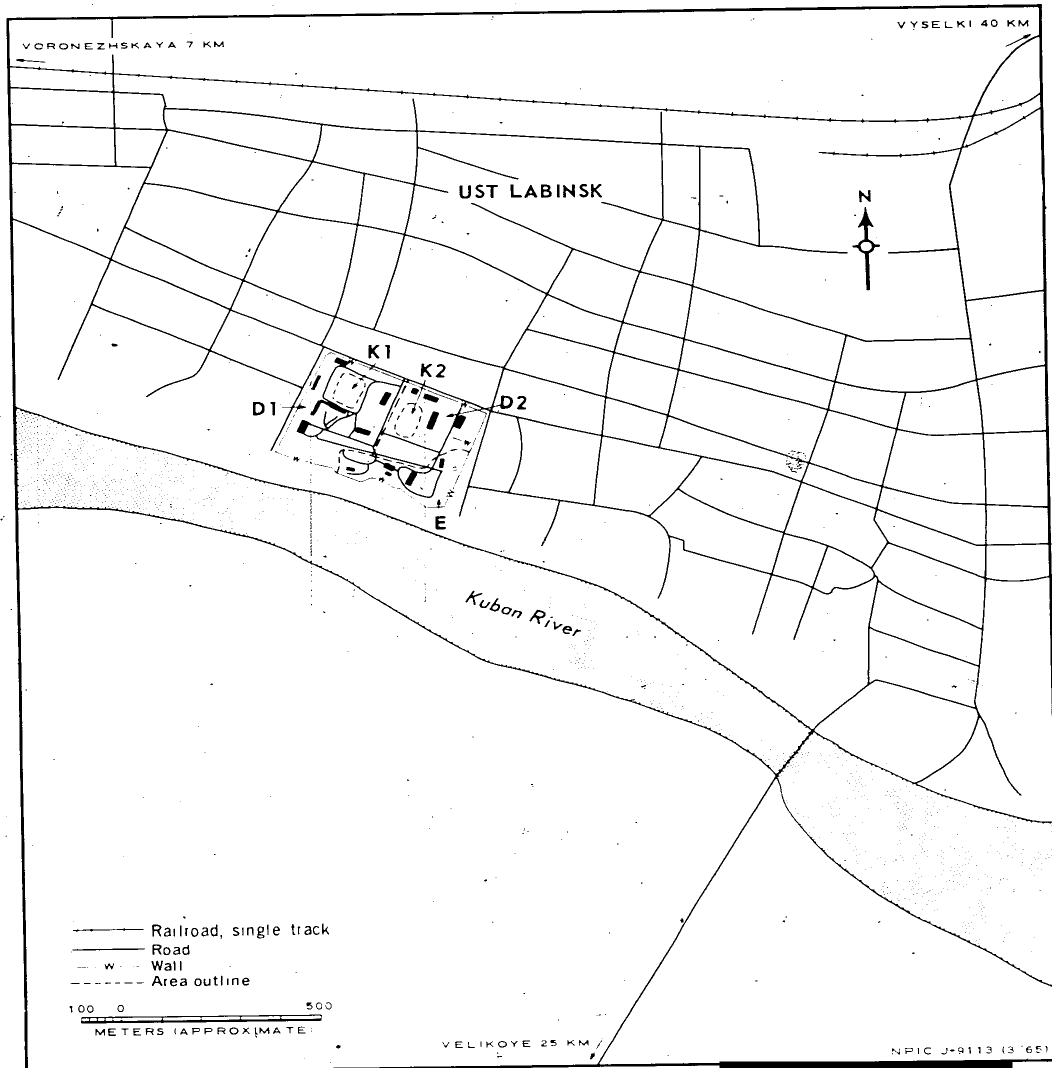 VORONEZHSKAYA 7 KM
VYSELKI 40 KM
UST LABINSK
N
K1
K2
D1
D2
E
Kuban River
Railroad, single track
Road
W Wall
Area outline
100 0 500
METERS (APPROXIMATE)
VELIKOYE 25 KM
NPIC J-9113 (3/65)